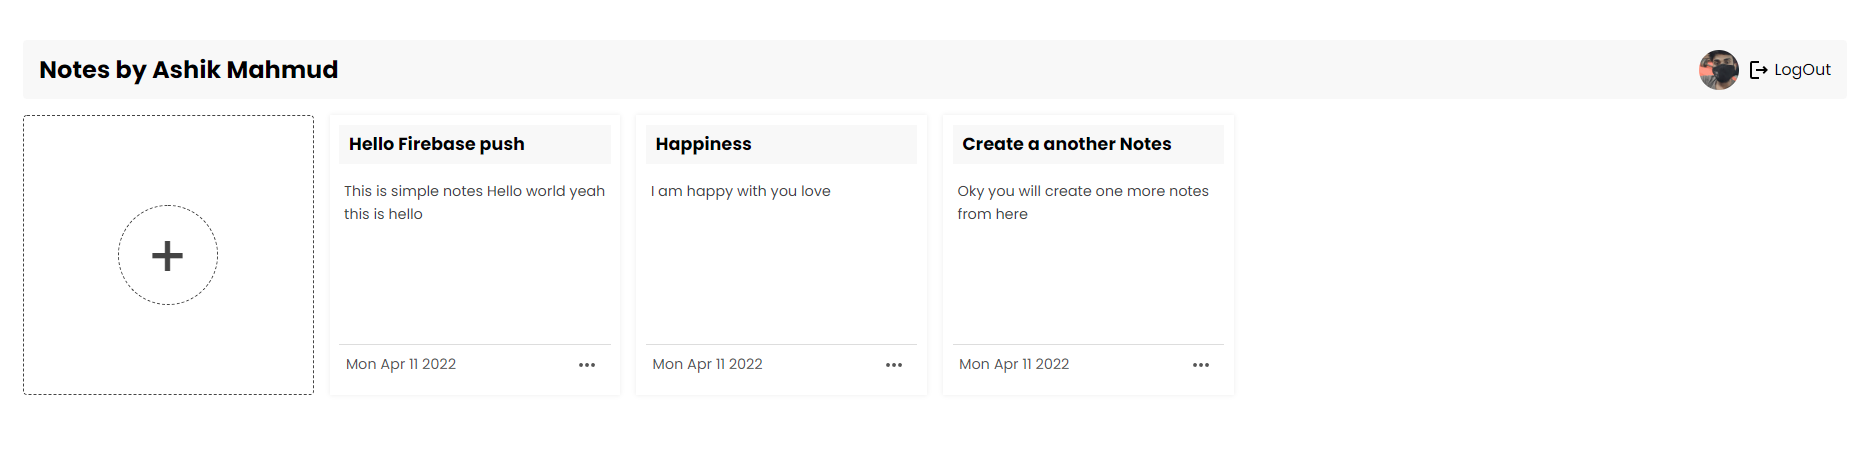 Notes by Ashik Mahmud
LogOut
Hello Firebase push
This is simple notes Hello world yeah
this is hello
Mon Apr 11 2022
Happiness
I am happy with you love
Mon Apr 11 2022
Create a another Notes
Oky you will create one more notes
from here
Mon Apr 11 2022